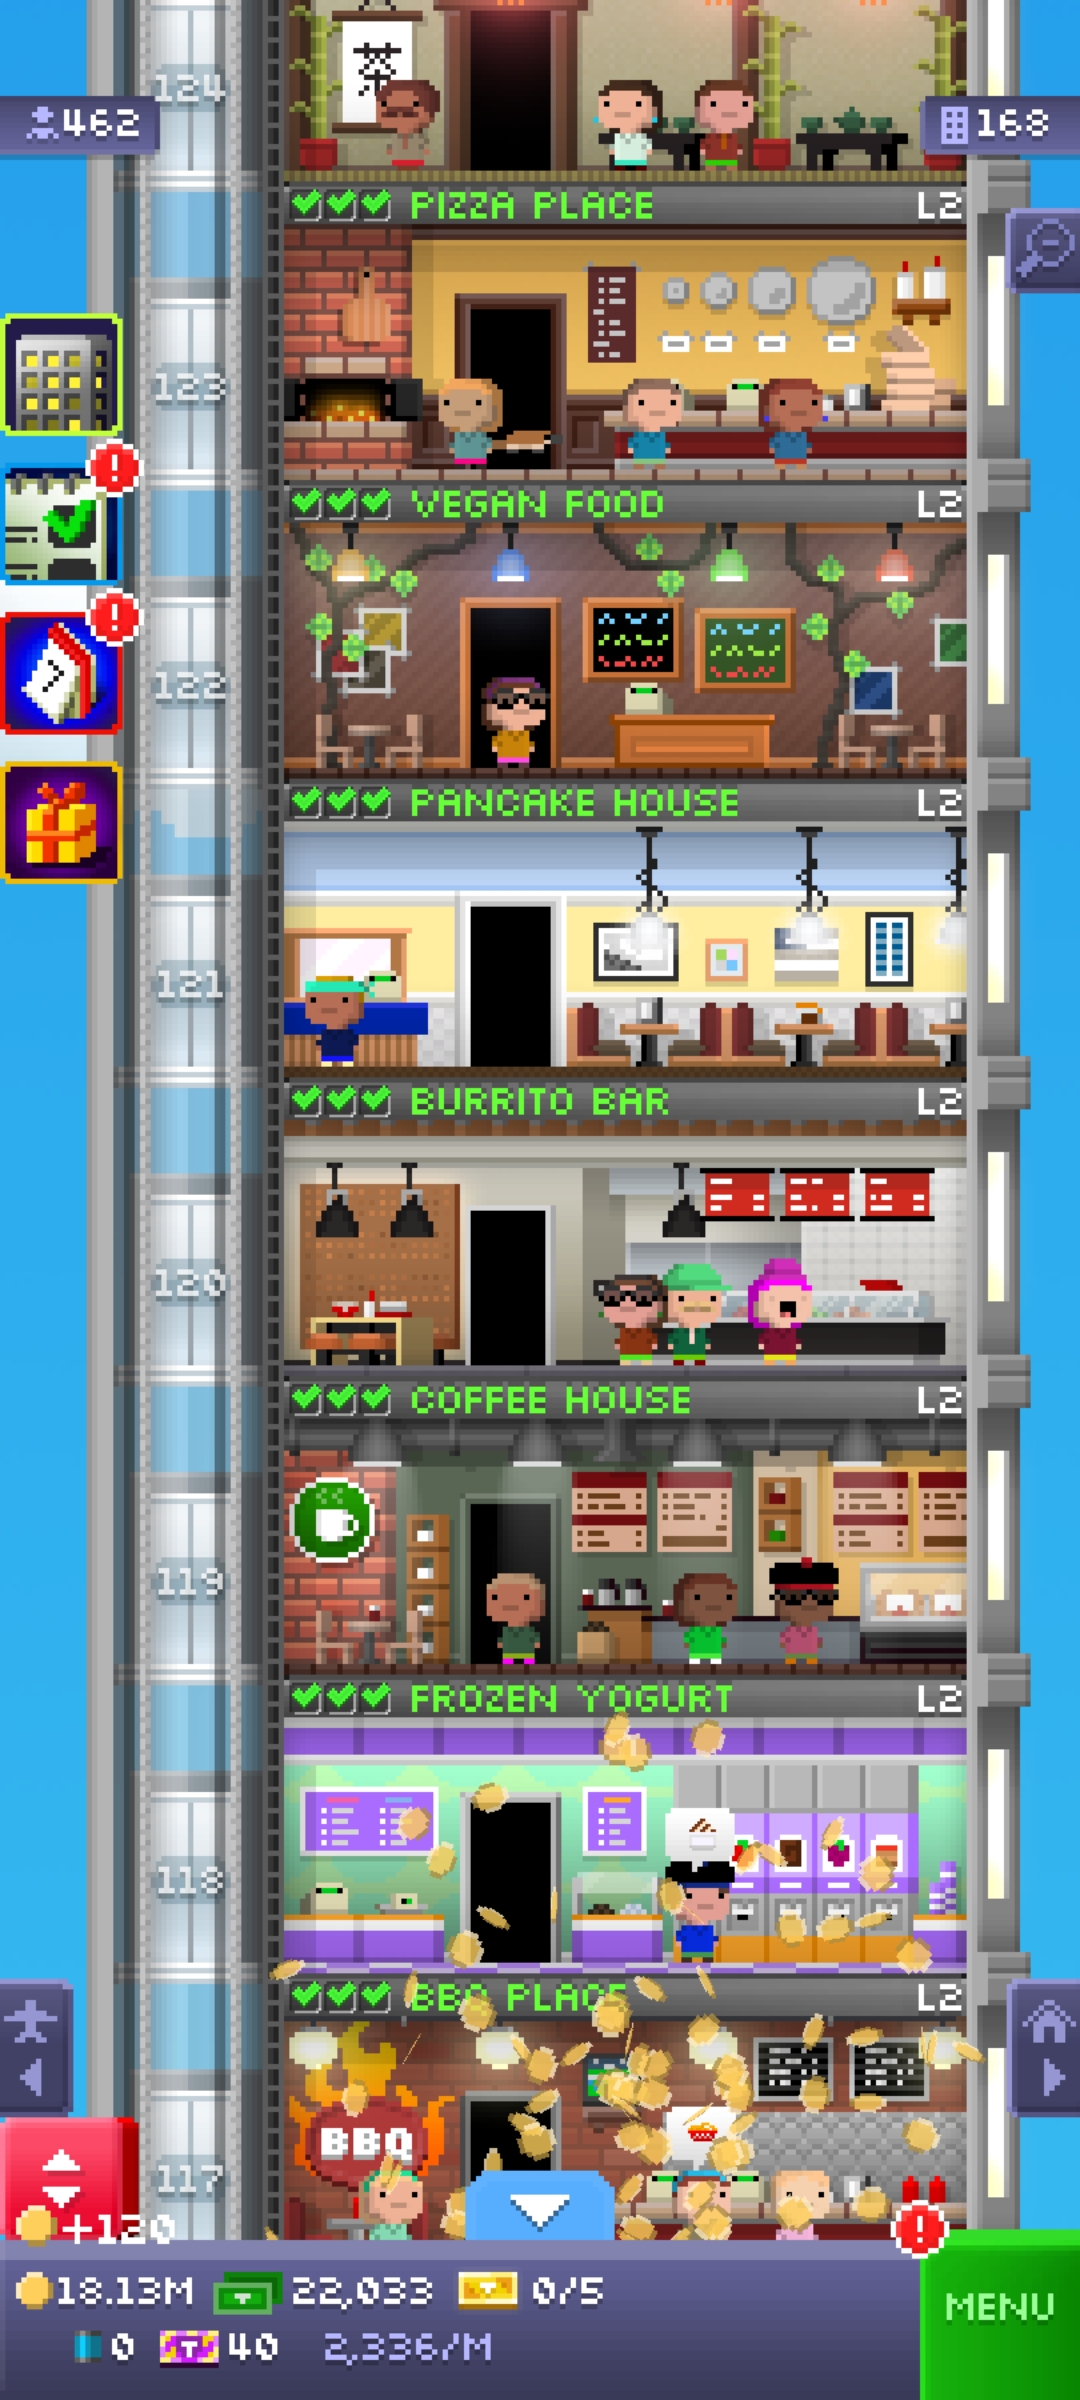 茶
124
462
168
PIZZA PLACE L2
123
VEGAN FOOD L2
7
122
PANCAKE HOUSE L2
121
BURRITO BAR L2
120
COFFEE HOUSE L2
119
FROZEN YOGURT L2
118
BBQ PLACE L2
BBQ
117
+120
18.13M 22,033 0/5
MENU
0 T 40 2,336/M